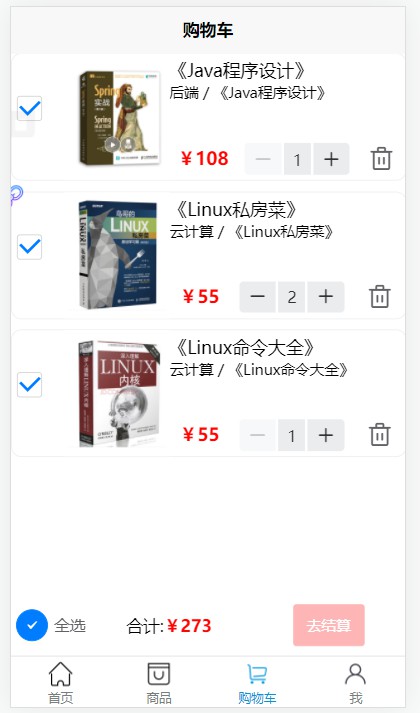 购物车
《Java程序设计》
后端 / 《Java程序设计》
Spring
实战
￥108
1
《Linux私房菜》
云计算 / 《Linux私房菜》
鸟哥的
LINUX
私房菜
￥55
2
《Linux命令大全》
云计算 / 《Linux命令大全》
深入理解
LINUX
内核
￥55
1
全选
合计:￥273
去结算
首页
商品
购物车
我